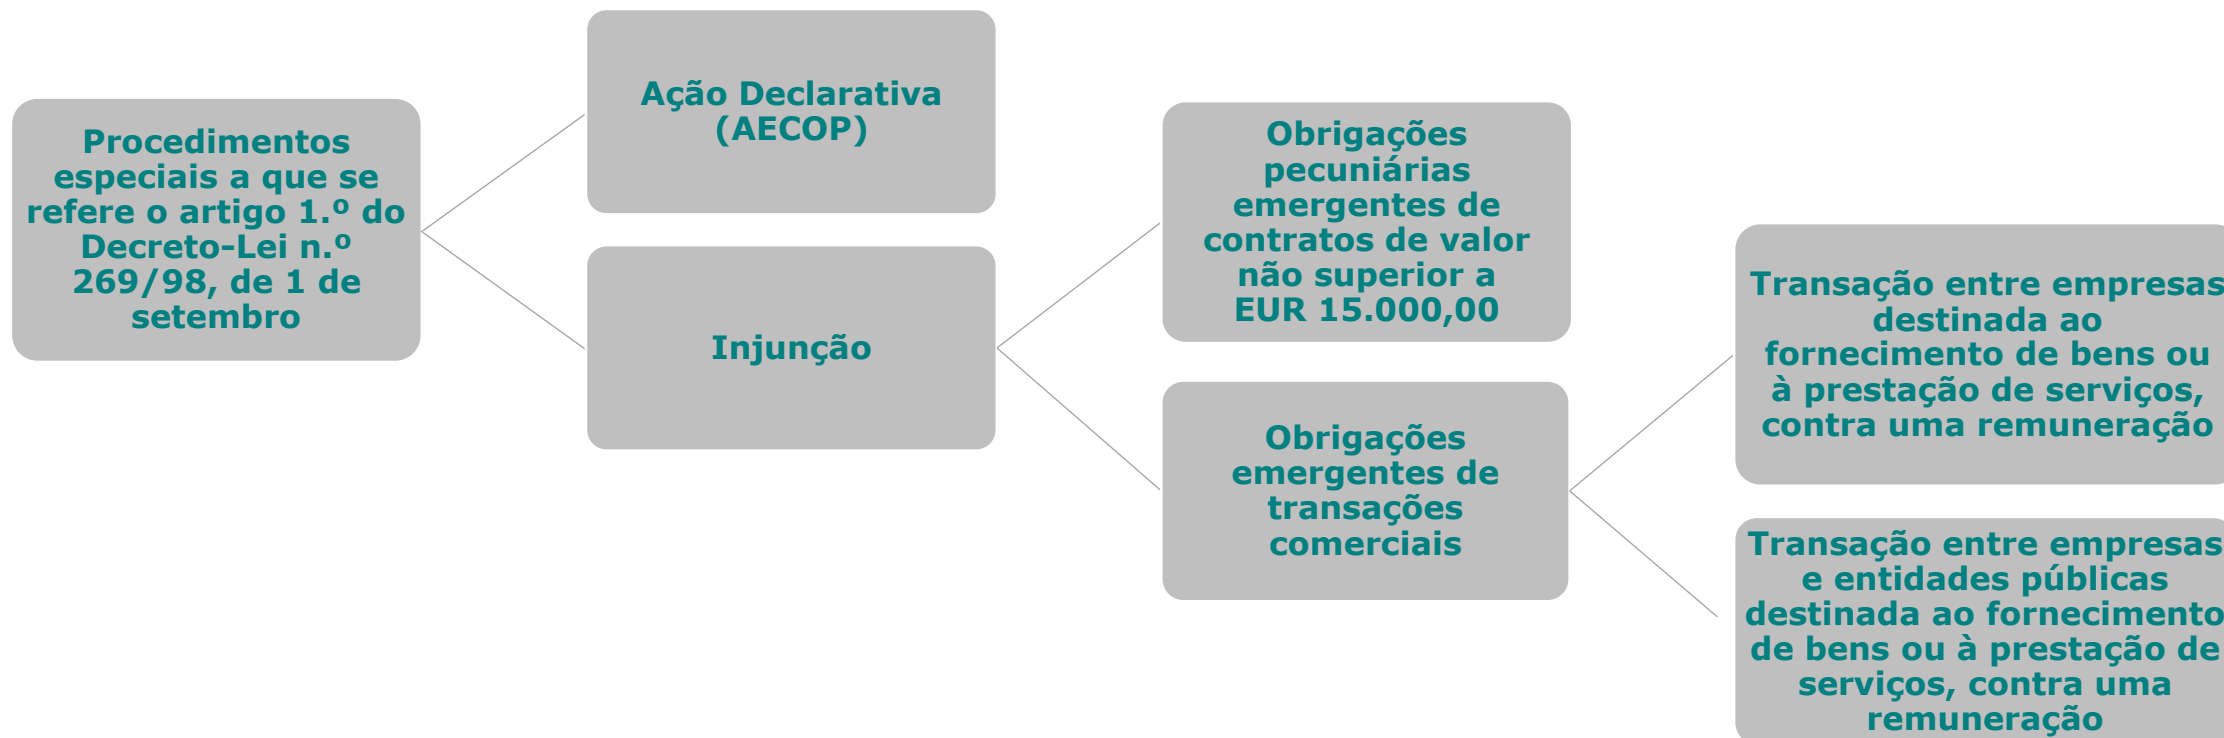 Procedimentos
especiais a que se
refere o artigo 1.º do
Decreto-Lei n.º
269/98, de 1 de
setembro
Ação Declarativa
(AECOP)
Injunção
Obrigações
pecuniárias
emergentes de
contratos de valor
não superior a
EUR 15.000,00
Obrigações
emergentes de
transações
comerciais
Transação entre empresas
destinada ao
fornecimento de bens ou
à prestação de serviços,
contra uma remuneração
Transação entre empresas
e entidades públicas
destinada ao fornecimento
de bens ou à prestação de
serviços, contra uma
remuneração